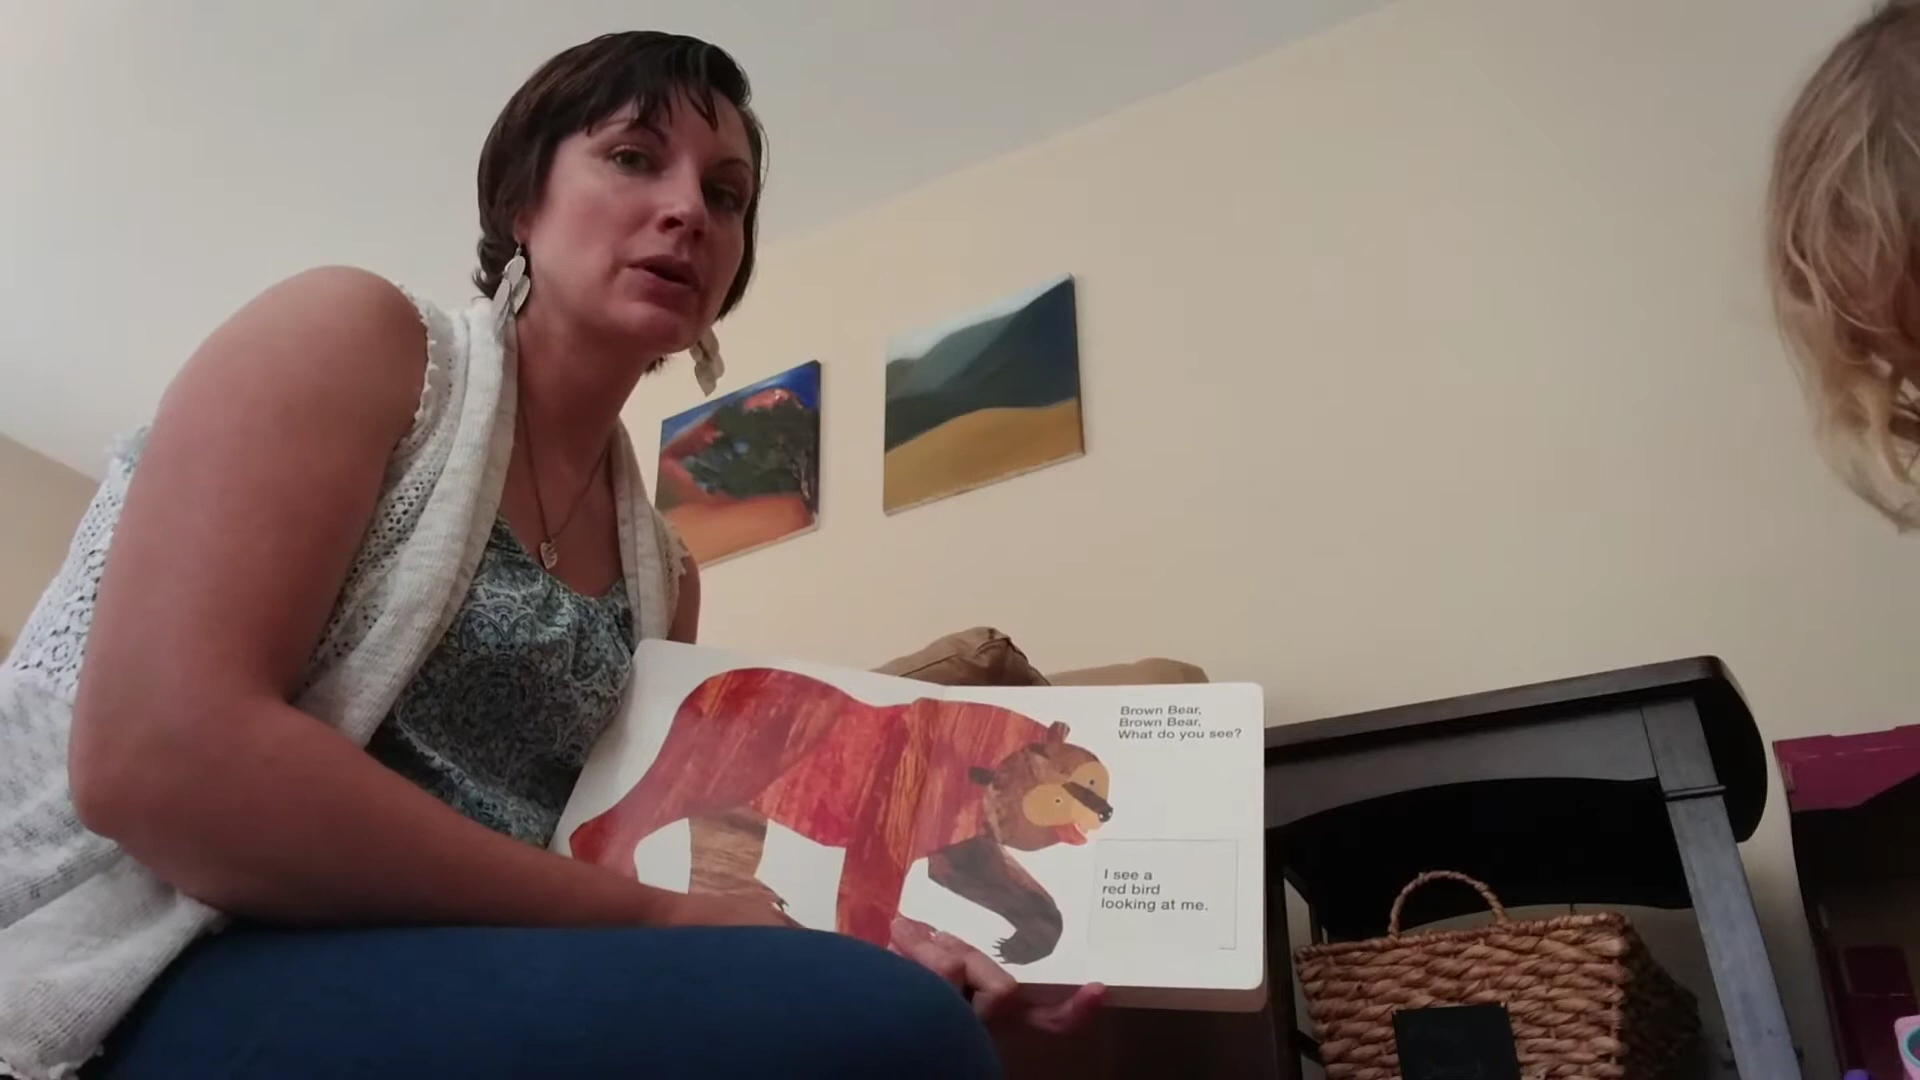 Brown Bear,
Brown Bear,
What do you see?
I see a
red bird
looking at me.